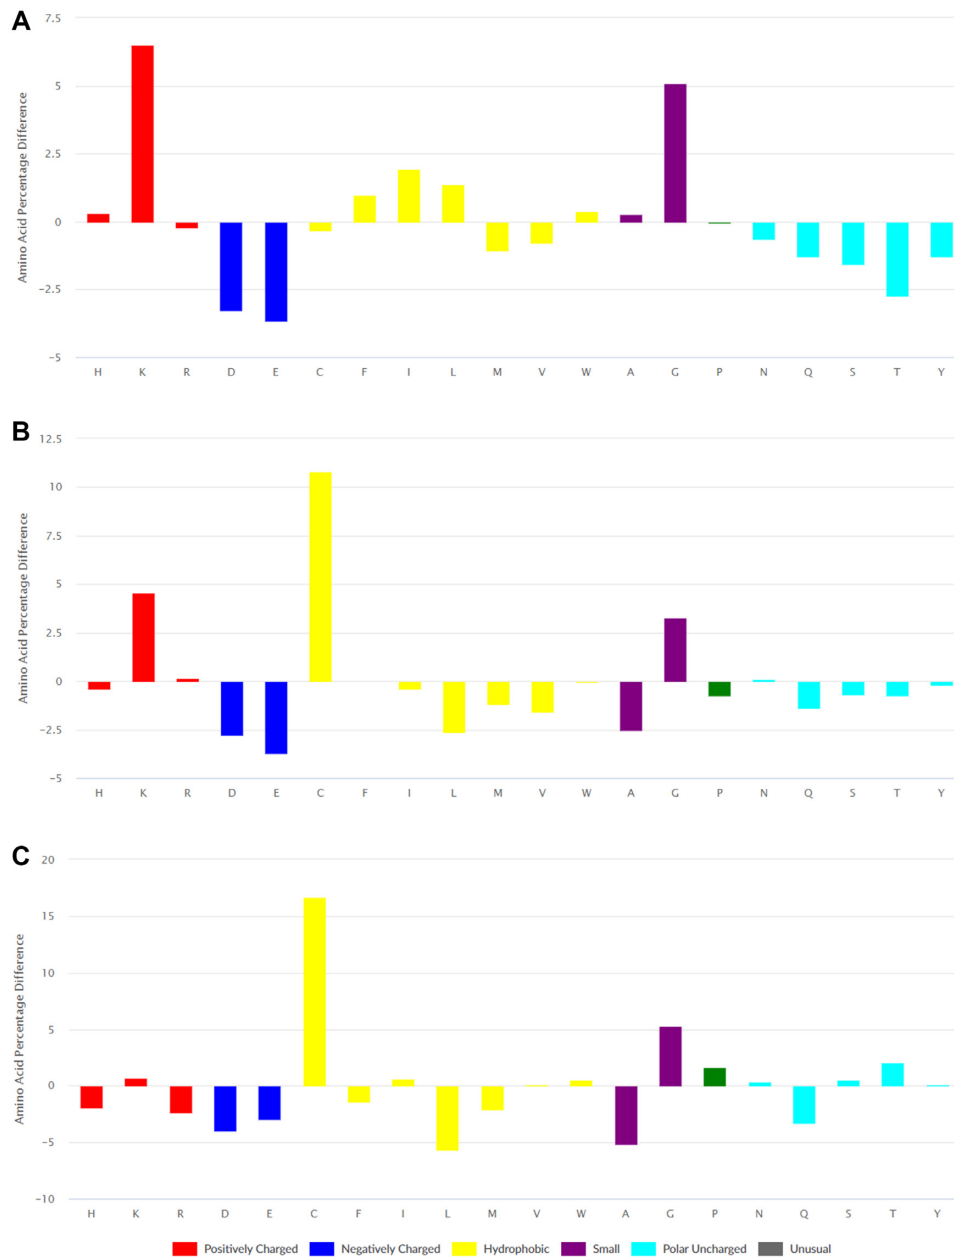 A
7.5
5
2.5
0
−2.5
−5
Amino Acid Percentage Difference
H K R D E C F I L M V W A G P N Q S T Y
B
12.5
10
7.5
5
2.5
0
−2.5
−5
Amino Acid Percentage Difference
H K R D E C F I L M V W A G P N Q S T Y
C
20
15
10
5
0
−5
−10
Amino Acid Percentage Difference
H K R D E C F I L M V W A G P N Q S T Y
Positively Charged Negatively Charged Hydrophobic Small Polar Uncharged Unusual